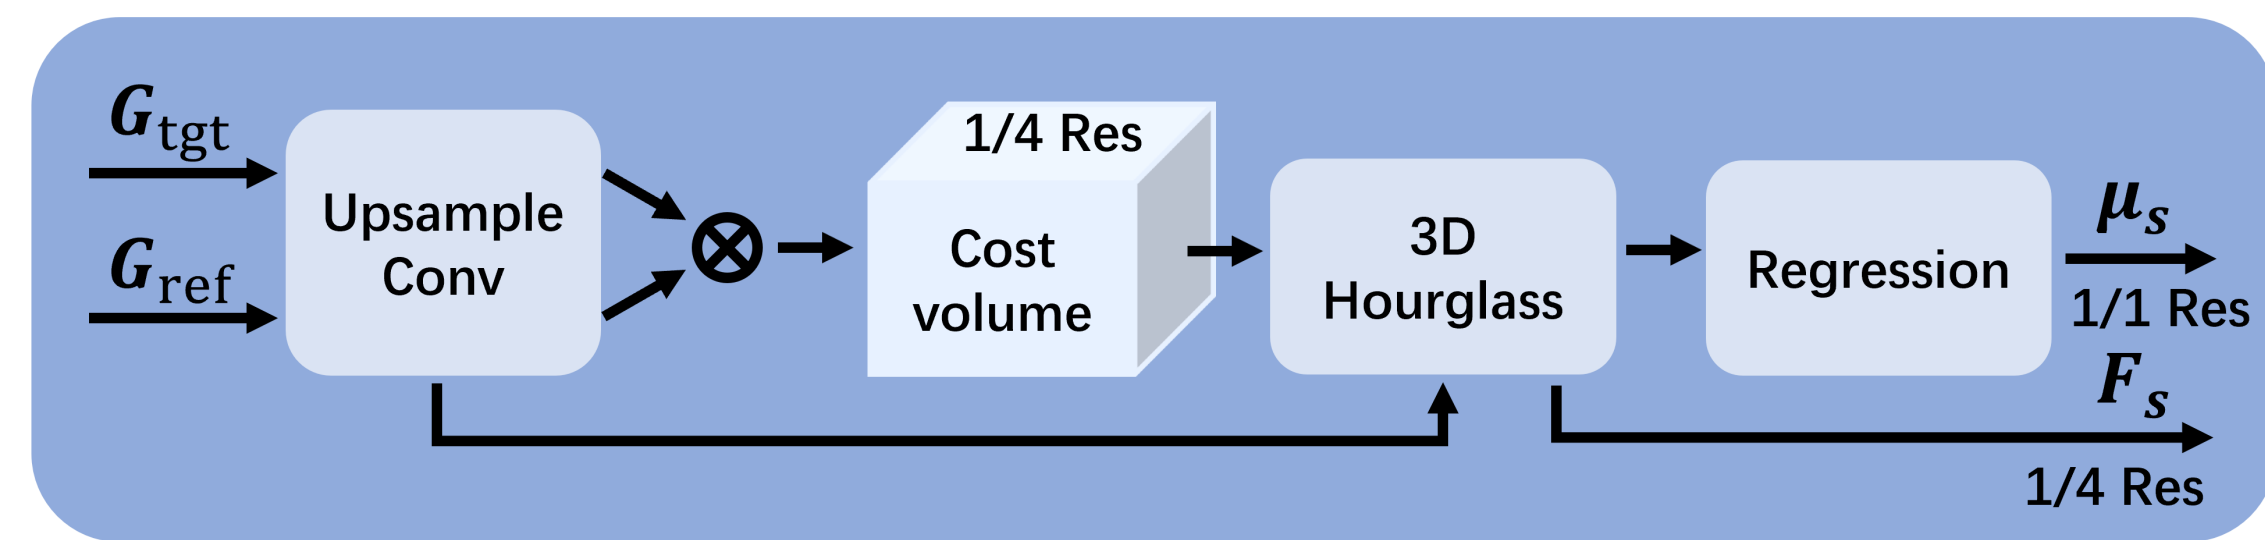 G_tgt
G_ref
Upsample
Conv
1/4 Res
Cost
volume
3D
Hourglass
Regression
μ_s
1/1 Res
F_s
1/4 Res